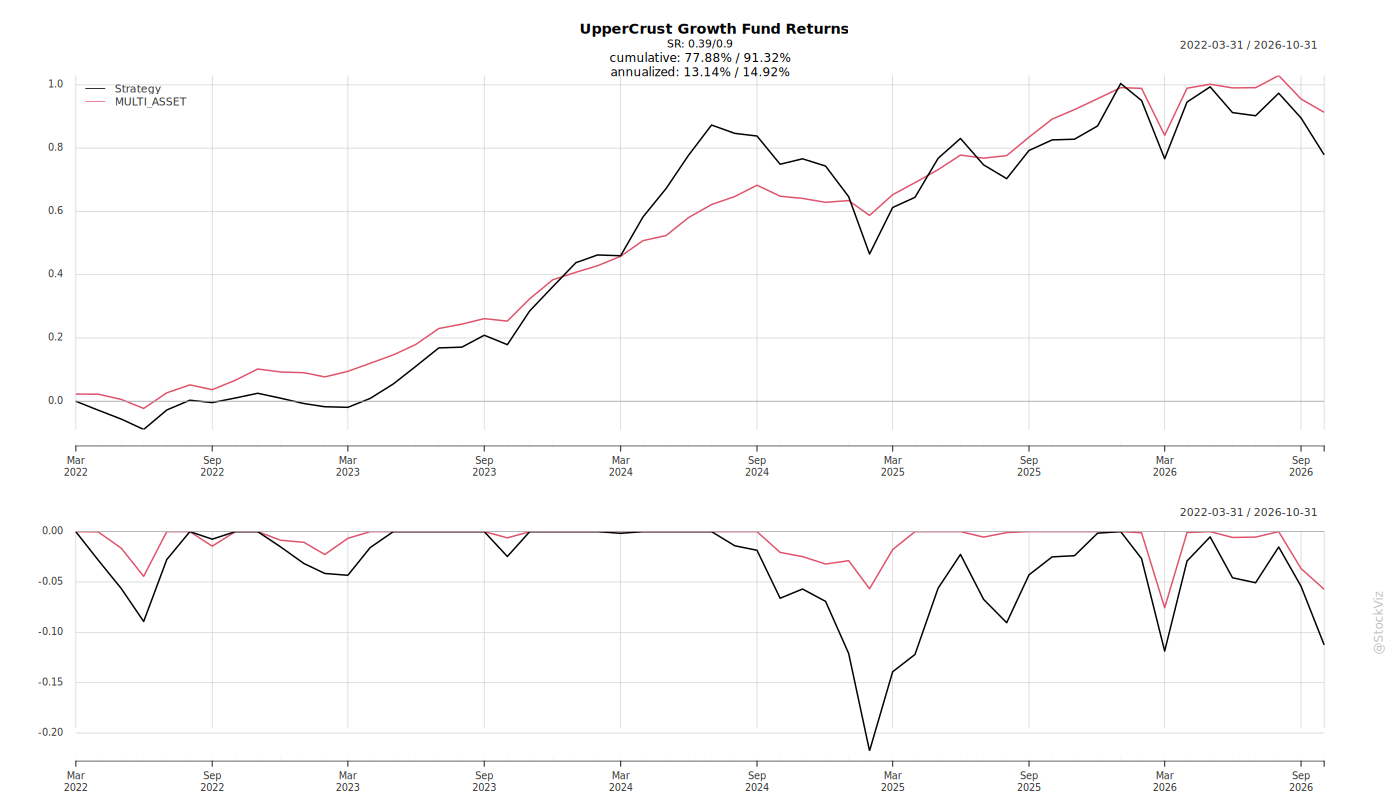 UpperCrust Growth Fund Returns
SR: 0.39/0.9
cumulative: 77.88% / 91.32%
annualized: 13.14% / 14.92%
2022-03-31 / 2026-10-31
Strategy
MULTI_ASSET
1.0
0.8
0.6
0.4
0.2
0.0
Mar Sep Mar Sep Mar Sep Mar Sep Mar Sep
2022 2022 2023 2023 2024 2024 2025 2025 2026 2026
2022-03-31 / 2026-10-31
0.00
-0.05
-0.10
-0.15
-0.20
Mar Sep Mar Sep Mar Sep Mar Sep Mar Sep
2022 2022 2023 2023 2024 2024 2025 2025 2026 2026
@StockViz